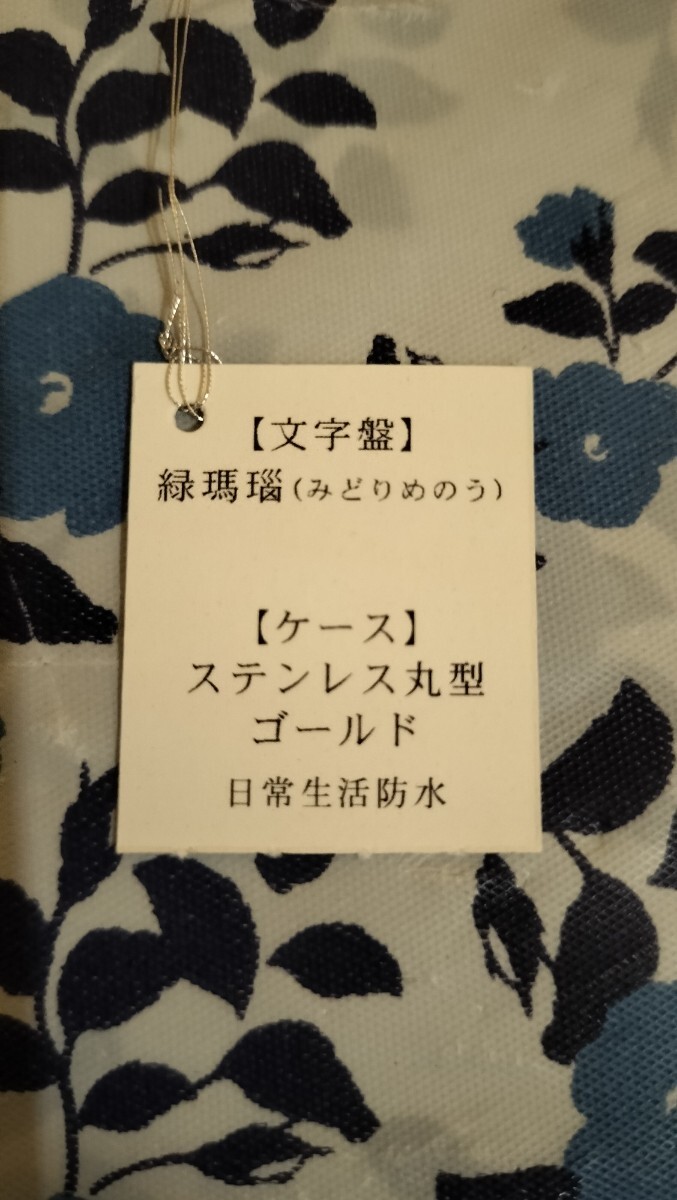 【文字盤】
緑瑪瑙(みどりめのう)
【ケース】
ステンレス丸型
ゴールド
日常生活防水